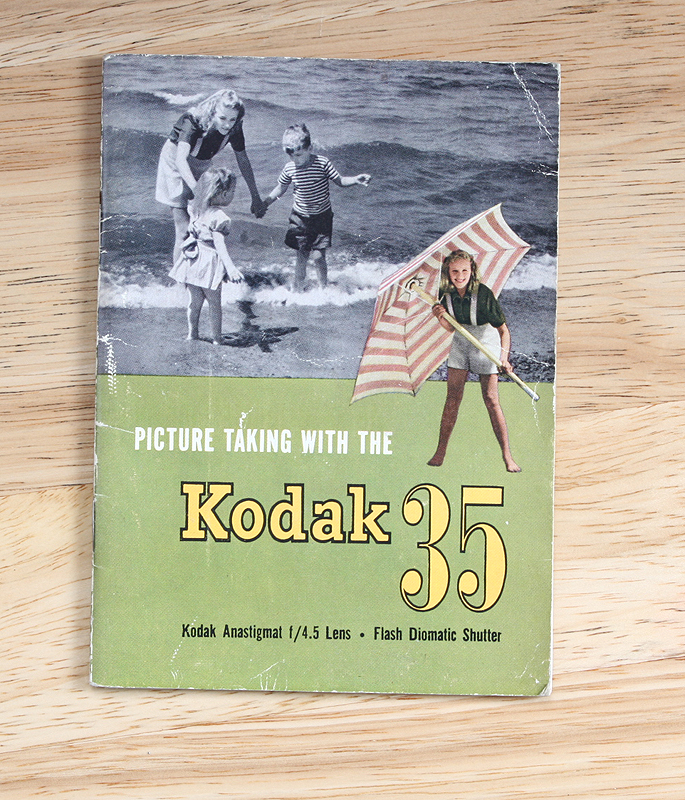 PICTURE TAKING WITH THE
Kodak 35
Kodak Anastigmat f/4.5 Lens • Flash Diomatic Shutter